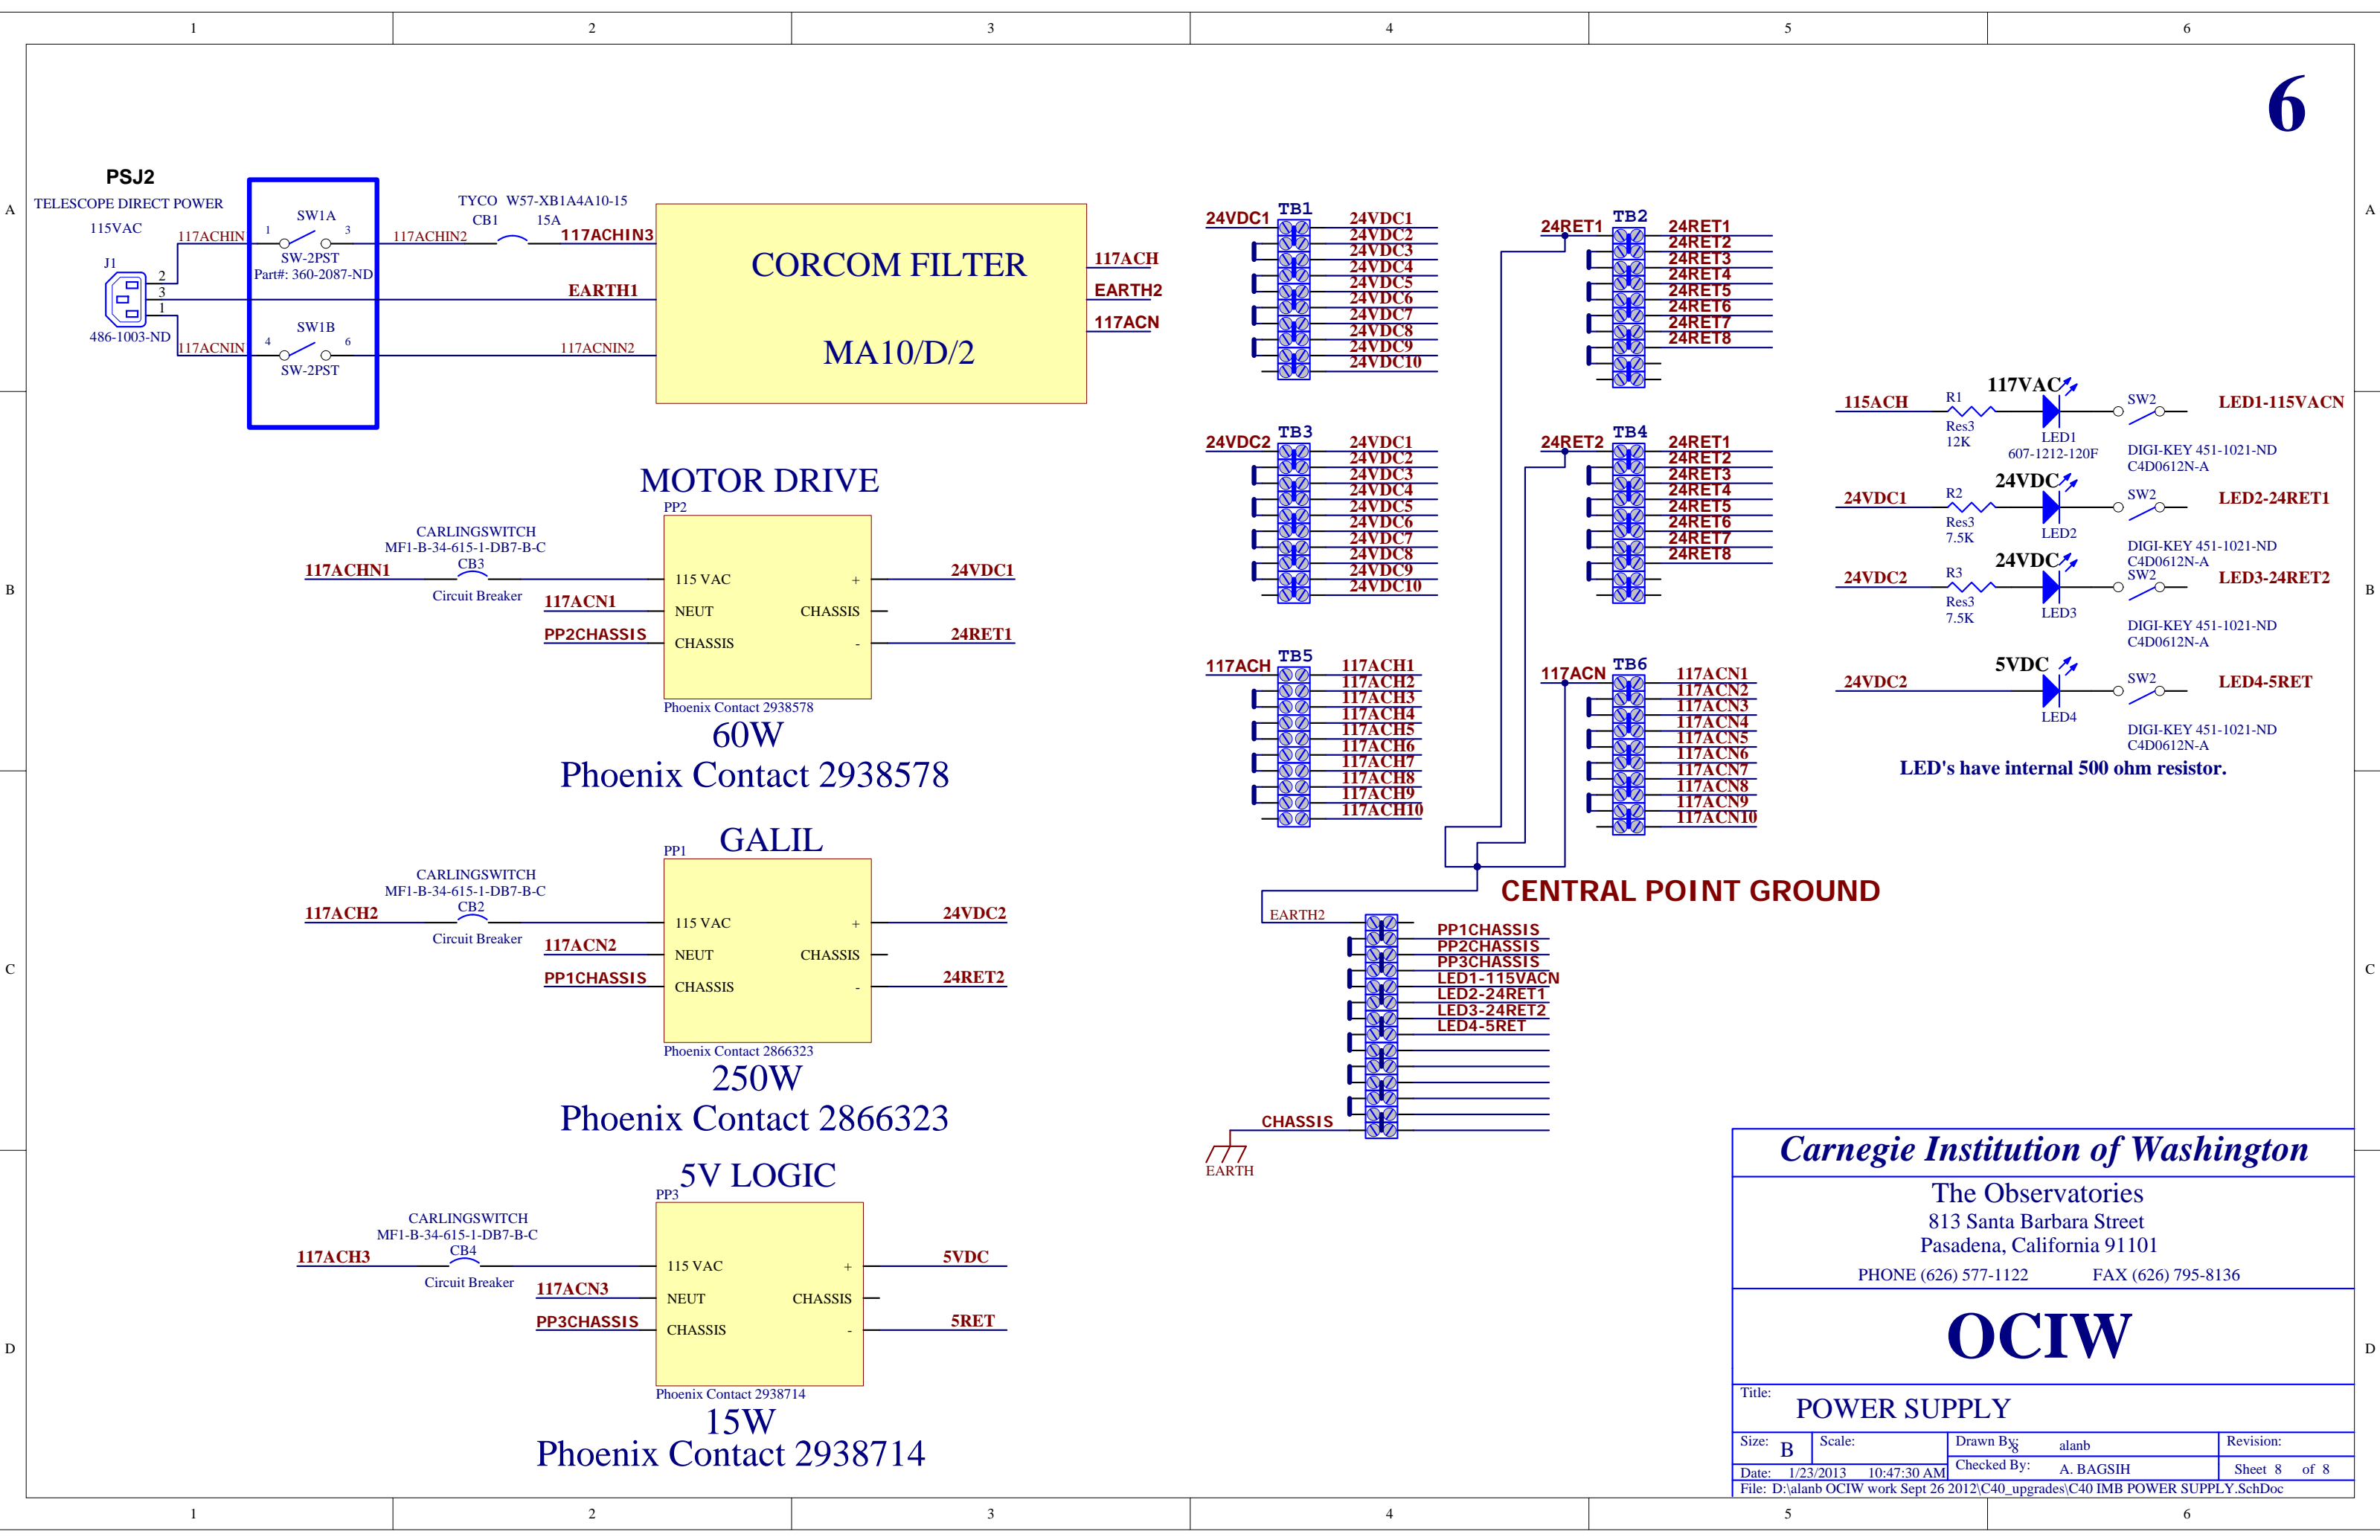 1 2 3 4 5 6
6
A
PSJ2
TELESCOPE DIRECT POWER
115VAC
J1
2
3
1
486-1003-ND
117ACHIN
117ACNIN
1 SW1A 3
SW-2PST
Part#: 360-2087-ND
SW1B
4 6
SW-2PST
117ACHIN2
TYCO W57-XB1A4A10-15
CB1 15A
117ACHIN3
EARTH1
117ACNIN2
CORCOM FILTER
MA10/D/2
117ACH
EARTH2
117ACN
TB1
24VDC1
24VDC1
24VDC2
24VDC3
24VDC4
24VDC5
24VDC6
24VDC7
24VDC8
24VDC9
24VDC10
TB2
24RET1
24RET1
24RET2
24RET3
24RET4
24RET5
24RET6
24RET7
24RET8
A
TB3
24VDC2
24VDC1
24VDC2
24VDC3
24VDC4
24VDC5
24VDC6
24VDC7
24VDC8
24VDC9
24VDC10
TB4
24RET2
24RET1
24RET2
24RET3
24RET4
24RET5
24RET6
24RET7
24RET8
TB5
117ACH
117ACH1
117ACH2
117ACH3
117ACH4
117ACH5
117ACH6
117ACH7
117ACH8
117ACH9
117ACH10
TB6
117ACN
117ACN1
117ACN2
117ACN3
117ACN4
117ACN5
117ACN6
117ACN7
117ACN8
117ACN9
117ACN10
117VAC
115ACH R1 SW2 LED1-115VACN
Res3
12K
LED1
607-1212-120F
DIGI-KEY 451-1021-ND
C4D0612N-A
24VDC
24VDC1 R2 SW2 LED2-24RET1
Res3
7.5K
LED2
DIGI-KEY 451-1021-ND
C4D0612N-A
24VDC
24VDC2 R3 SW2 LED3-24RET2
Res3
7.5K
LED3
DIGI-KEY 451-1021-ND
C4D0612N-A
5VDC
24VDC2 SW2 LED4-5RET
LED4
DIGI-KEY 451-1021-ND
C4D0612N-A
LED's have internal 500 ohm resistor.
B
B
MOTOR DRIVE
PP2
CARLINGSWITCH
MF1-B-34-615-1-DB7-B-C
CB3
117ACHN1
Circuit Breaker
117ACN1
PP2CHASSIS
115 VAC +
NEUT CHASSIS
CHASSIS -
24VDC1
24RET1
Phoenix Contact 2938578
60W
Phoenix Contact 2938578
GALIL
PP1
CARLINGSWITCH
MF1-B-34-615-1-DB7-B-C
CB2
117ACH2
Circuit Breaker
117ACN2
PP1CHASSIS
115 VAC +
NEUT CHASSIS
CHASSIS -
24VDC2
24RET2
Phoenix Contact 2866323
250W
Phoenix Contact 2866323
C
C
CENTRAL POINT GROUND
EARTH2
PP1CHASSIS
PP2CHASSIS
PP3CHASSIS
LED1-115VACN
LED2-24RET1
LED3-24RET2
LED4-5RET
CHASSIS
EARTH
5V LOGIC
PP3
CARLINGSWITCH
MF1-B-34-615-1-DB7-B-C
CB4
117ACH3
Circuit Breaker
117ACN3
PP3CHASSIS
115 VAC +
NEUT CHASSIS
CHASSIS -
5VDC
5RET
Phoenix Contact 2938714
15W
Phoenix Contact 2938714
D
D
Carnegie Institution of Washington
The Observatories
813 Santa Barbara Street
Pasadena, California 91101
PHONE (626) 577-1122 FAX (626) 795-8136
OCIW
Title: POWER SUPPLY
Size: B Scale: Drawn By: 8 alanb Revision:
Date: 1/23/2013 10:47:30 AM Checked By: A. BAGSIH Sheet 8 of 8
File: D:\alanb OCIW work Sept 26 2012\C40_upgrades\C40 IMB POWER SUPPLY.SchDoc
1 2 3 4 5 6